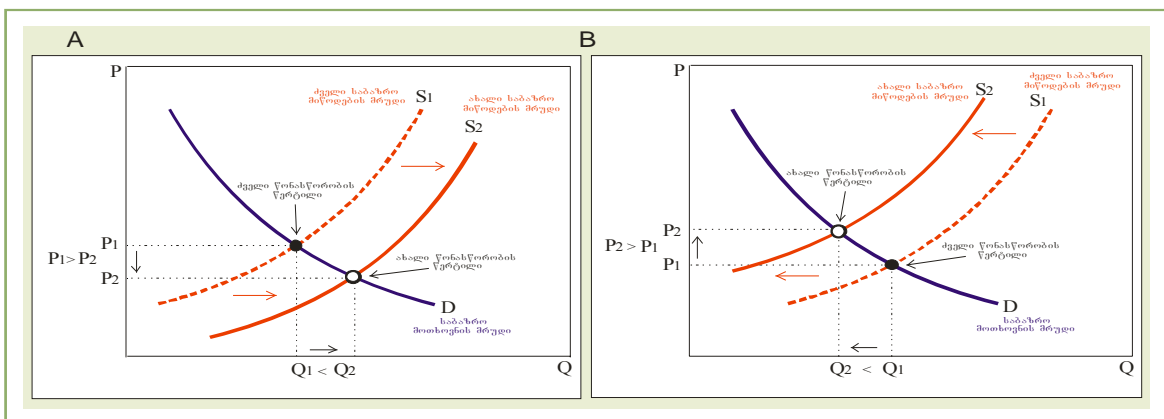 A
P
ძველი საბაზრო
მიწოდების მრუდი
S1
ახალი საბაზრო
მიწოდების მრუდი
S2
ძველი წონასწორობის
წერტილი
P1
P1> P2
P2
ახალი წონასწორობის
წერტილი
D
საბაზრო
მოთხოვნის მრუდი
Q1 < Q2
Q
B
P
ახალი საბაზრო
მიწოდების მრუდი
S2
ძველი საბაზრო
მიწოდების მრუდი
S1
ახალი წონასწორობის
წერტილი
P2
P2 > P1
P1
ძველი წონასწორობის
წერტილი
D
საბაზრო
მოთხოვნის მრუდი
Q2 < Q1
Q